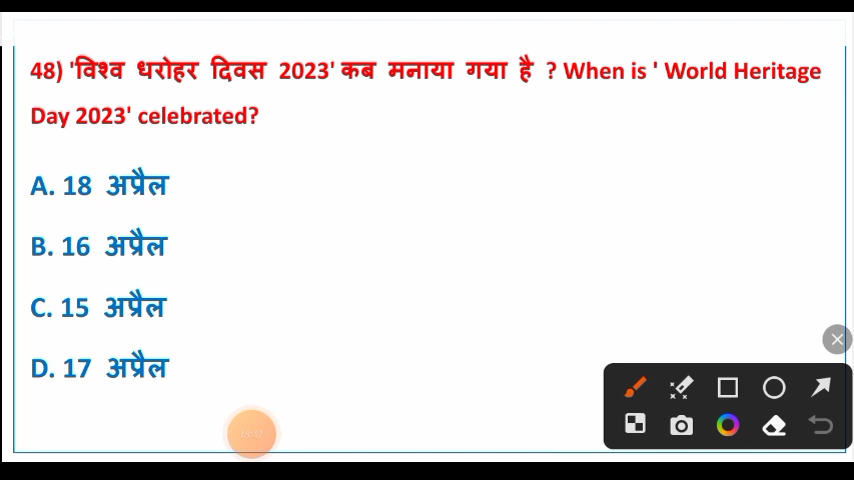 48) 'विश्व धरोहर दिवस 2023' कब मनाया गया है ? When is ' World Heritage
Day 2023' celebrated?
A. 18 अप्रैल
B. 16 अप्रैल
C. 15 अप्रैल
D. 17 अप्रैल